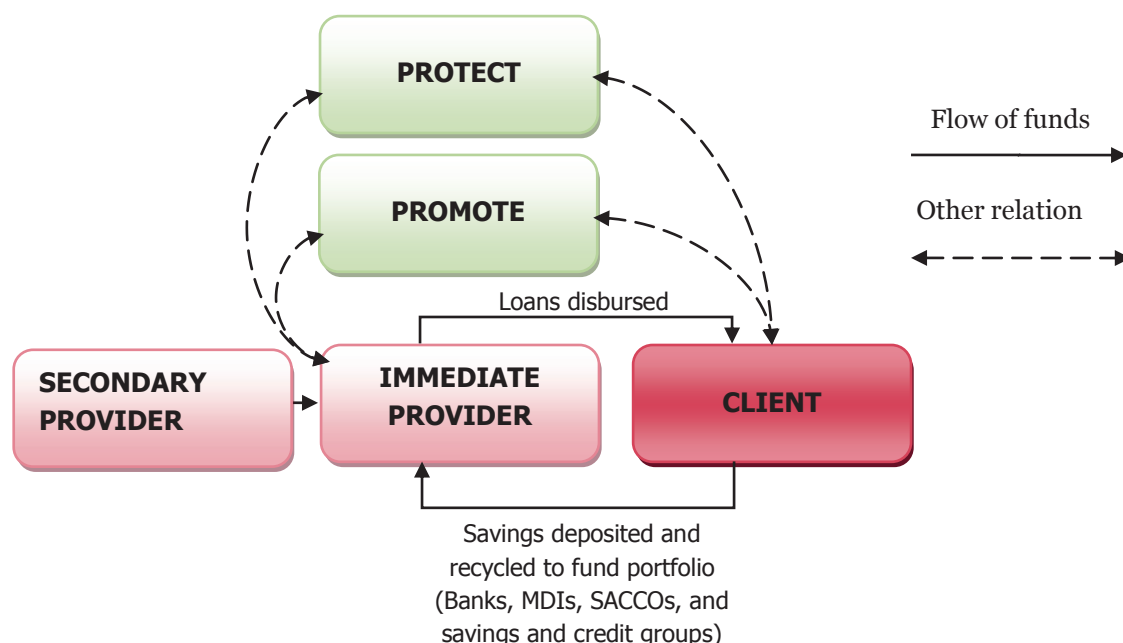 PROTECT
Flow of funds
PROMOTE
Other relation
Loans disbursed
SECONDARY
PROVIDER
IMMEDIATE
PROVIDER
CLIENT
Savings deposited and
recycled to fund portfolio
(Banks, MDIs, SACCOs, and
savings and credit groups)